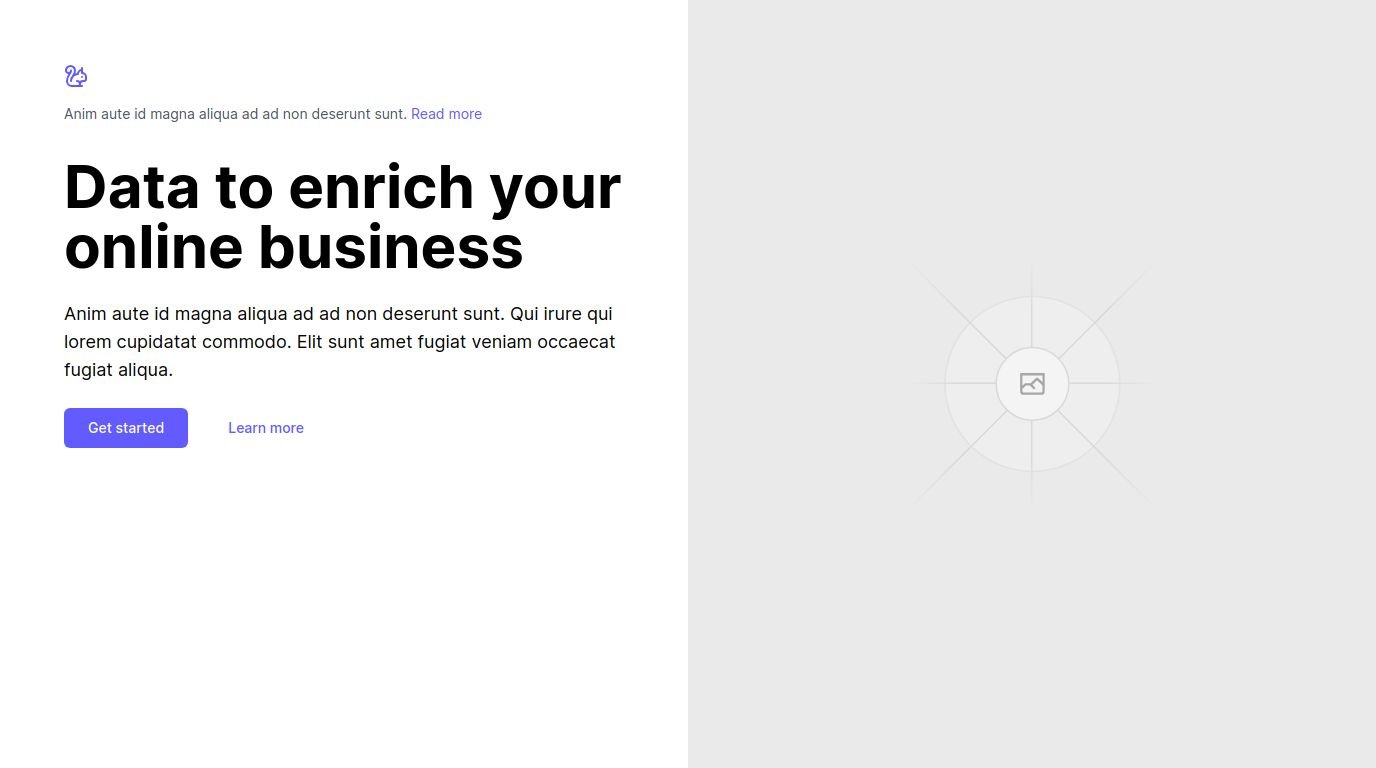 Anim aute id magna aliqua ad ad non deserunt sunt. Read more
Data to enrich your
online business
Anim aute id magna aliqua ad ad non deserunt sunt. Qui irure qui
lorem cupidatat commodo. Elit sunt amet fugiat veniam occaecat
fugiat aliqua.
Get started Learn more